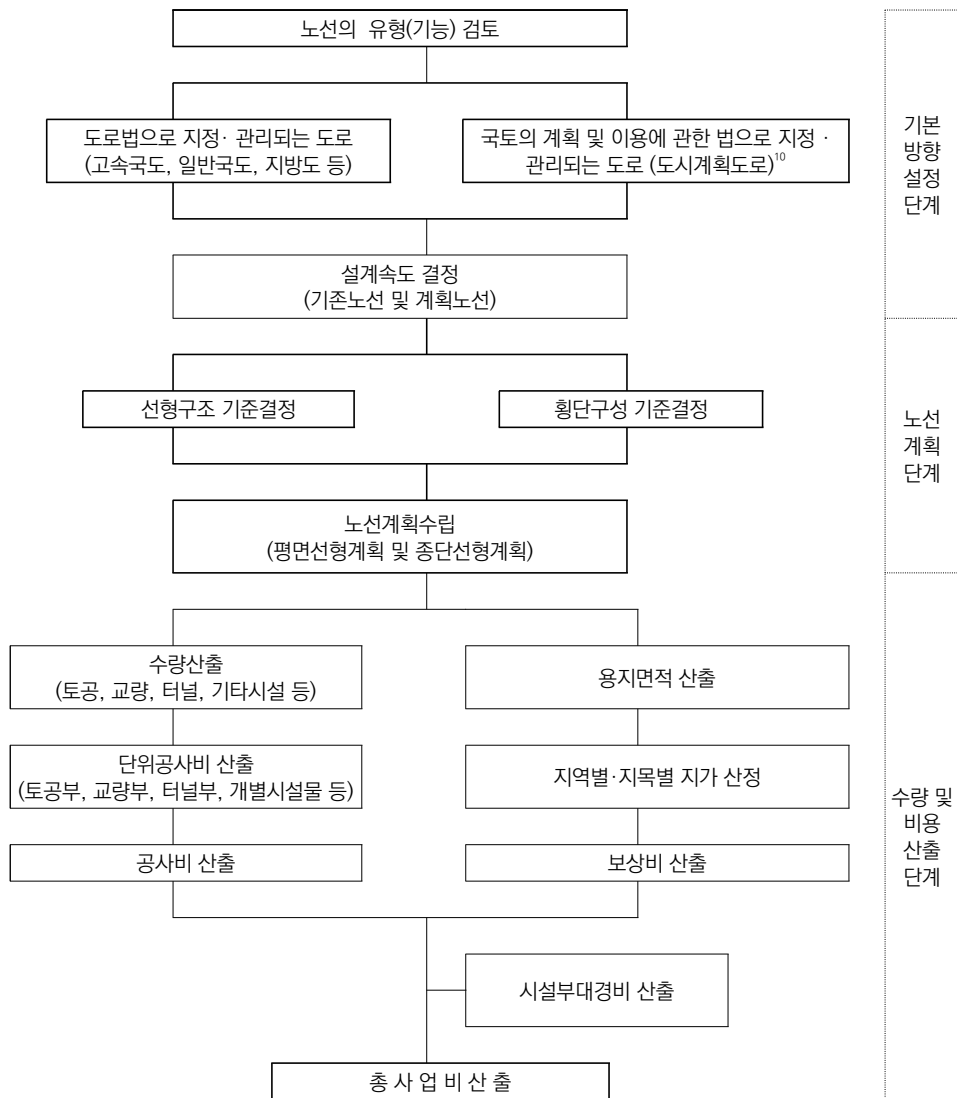 노선의 유형(기능) 검토
도로법으로 지정· 관리되는 도로
(고속국도, 일반국도, 지방도 등)
국토의 계획 및 이용에 관한 법으로 지정 ·
관리되는 도로 (도시계획도로)10
설계속도 결정
(기존노선 및 계획노선)
기본
방향
설정
단계
선형구조 기준결정
횡단구성 기준결정
노선계획수립
(평면선형계획 및 종단선형계획)
노선
계획
단계
수량산출
(토공, 교량, 터널, 기타시설 등)
용지면적 산출
단위공사비 산출
(토공부, 교량부, 터널부, 개별시설물 등)
지역별·지목별 지가 산정
공사비 산출
보상비 산출
시설부대경비 산출
총 사 업 비 산 출
수량 및
비용
산출
단계